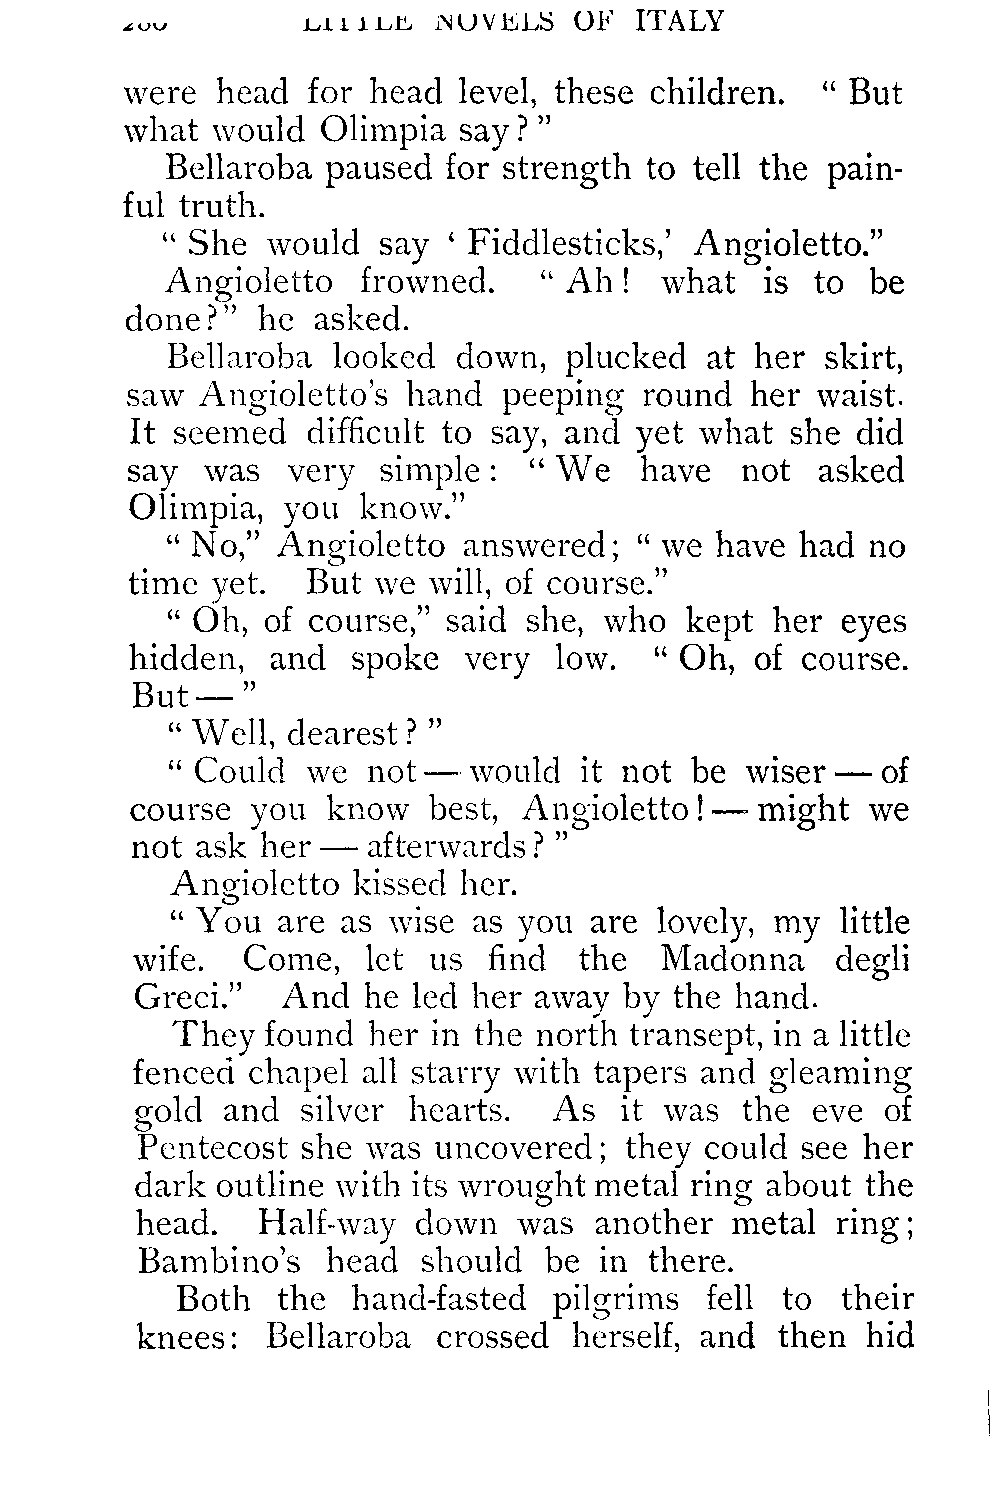 LITTLE NOVELS OF ITALY
were head for head level, these children. “ But
what would Olimpia say ? ”
Bellaroba paused for strength to tell the pain-
ful truth.
“ She would say ‘ Fiddlesticks,’ Angioletto.”
Angioletto frowned. “ Ah ! what is to be
done ?” he asked.
Bellaroba looked down, plucked at her skirt,
saw Angioletto’s hand peeping round her waist.
It seemed difficult to say, and yet what she did
say was very simple : “ We have not asked
Olimpia, you know.”
“ No,” Angioletto answered ; “ we have had no
time yet. But we will, of course.”
“ Oh, of course,” said she, who kept her eyes
hidden, and spoke very low. “ Oh, of course.
But — ”
“ Well, dearest ? ”
“ Could we not — would it not be wiser — of
course you know best, Angioletto ! — might we
not ask her — afterwards ? ”
Angioletto kissed her.
“ You are as wise as you are lovely, my little
wife. Come, let us find the Madonna degli
Greci.” And he led her away by the hand.
They found her in the north transept, in a little
fenced chapel all starry with tapers and gleaming
gold and silver hearts. As it was the eve of
Pentecost she was uncovered ; they could see her
dark outline with its wrought metal ring about the
head. Half-way down was another metal ring ;
Bambino’s head should be in there.
Both the hand-fasted pilgrims fell to their
knees : Bellaroba crossed herself, and then hid